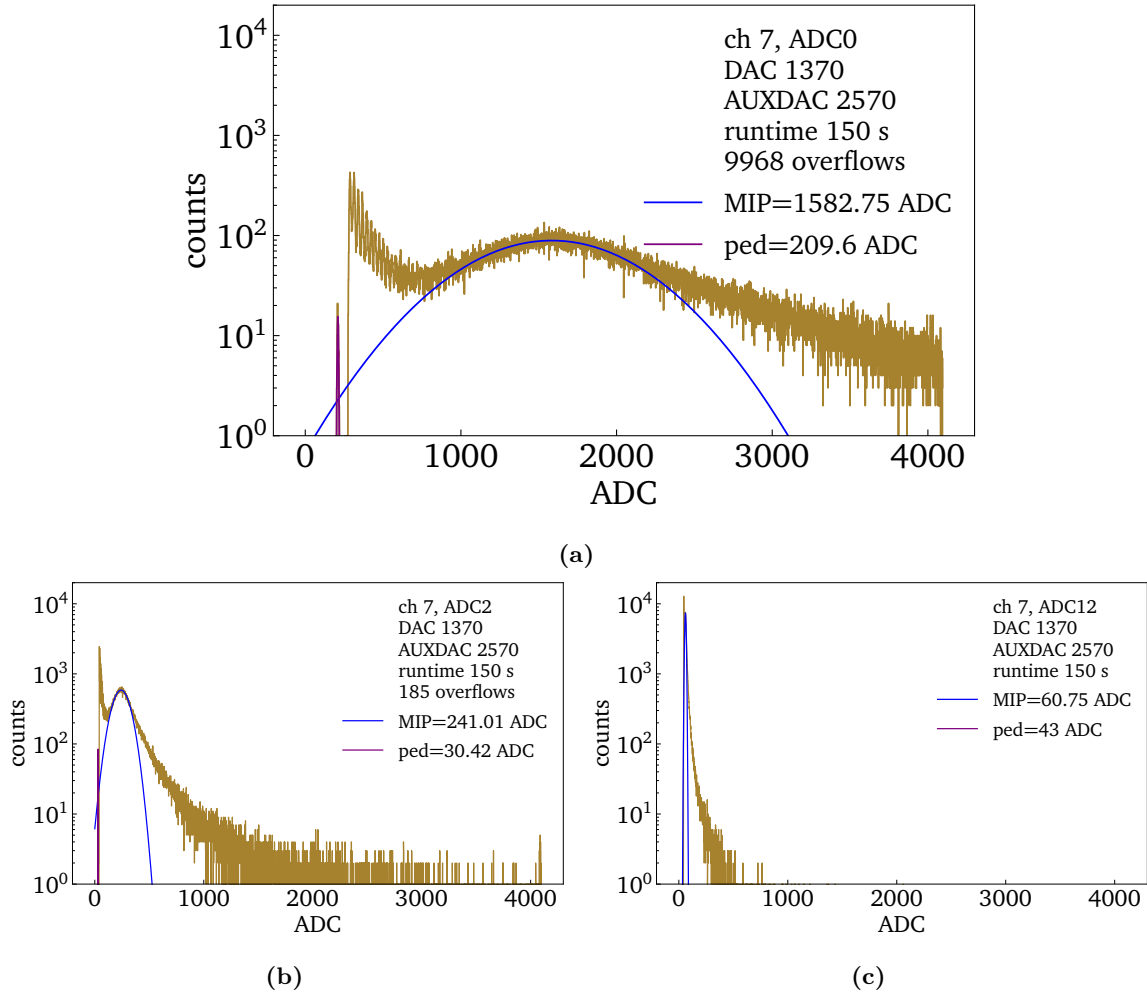 10^4
10^3
10^2
10^1
10^0
counts
ch 7, ADC0
DAC 1370
AUXDAC 2570
runtime 150 s
9968 overflows
MIP=1582.75 ADC
ped=209.6 ADC
0 1000 2000 3000 4000
ADC
(a)
10^4
10^3
10^2
10^1
10^0
counts
ch 7, ADC2
DAC 1370
AUXDAC 2570
runtime 150 s
185 overflows
MIP=241.01 ADC
ped=30.42 ADC
0 1000 2000 3000 4000
ADC
(b)
10^4
10^3
10^2
10^1
10^0
counts
ch 7, ADC12
DAC 1370
AUXDAC 2570
runtime 150 s
MIP=60.75 ADC
ped=43 ADC
0 1000 2000 3000 4000
ADC
(c)